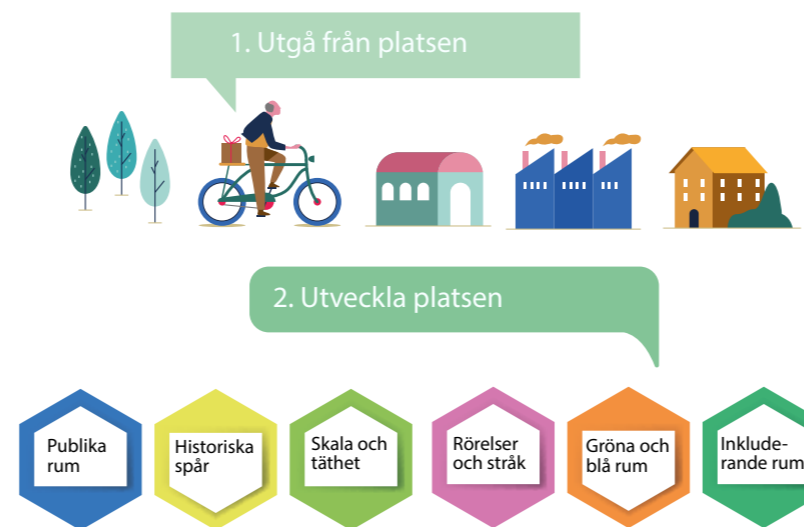 1. Utgå från platsen
2. Utveckla platsen
Publika
rum
Historiska
spår
Skala och
täthet
Rörelser
och stråk
Gröna och
blå rum
Inklude-
rande rum